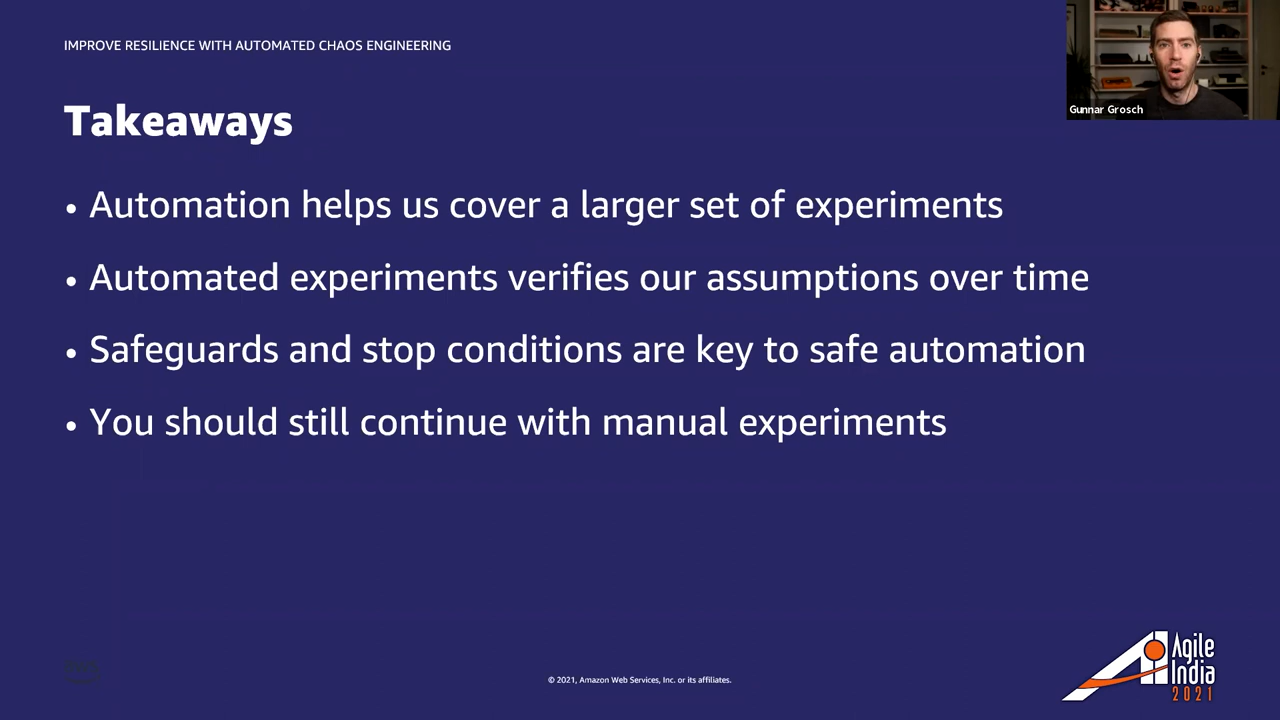 IMPROVE RESILIENCE WITH AUTOMATED CHAOS ENGINEERING
Gunnar Grosch
Takeaways
• Automation helps us cover a larger set of experiments
• Automated experiments verifies our assumptions over time
• Safeguards and stop conditions are key to safe automation
• You should still continue with manual experiments
© 2021, Amazon Web Services, Inc. or its affiliates.
Agile
India
2021